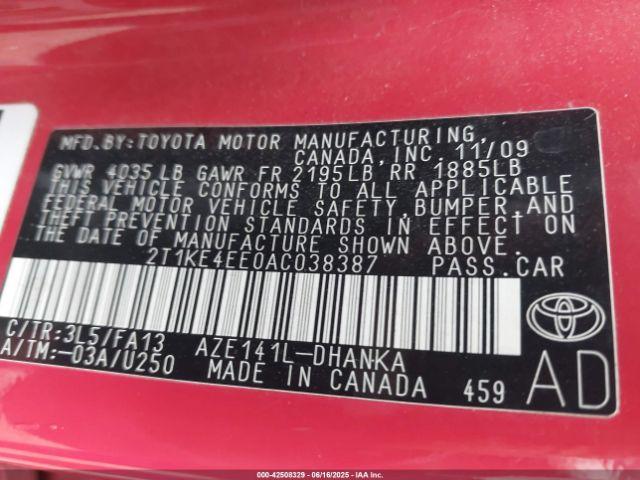 MFD.BY:TOYOTA MOTOR MANUFACTURING,
CANADA, INC. 11/09
GVWR 4035 LB GAWR FR 2195LB RR 1885LB
THIS VEHICLE CONFORMS TO ALL APPLICABLE
FEDERAL MOTOR VEHICLE SAFETY,BUMPER,AND
THEFT PREVENTION STANDARDS IN EFFECT ON
THE DATE OF MANUFACTURE SHOWN ABOVE.
2T1KE4EE0AC038387 PASS.CAR
C/TR:3L5/FA13 AZE141L-DHANKA
A/TM:-03A/U250 MADE IN CANADA 459
AD
000-42508329 - 06/16/2025 - IAA Inc.